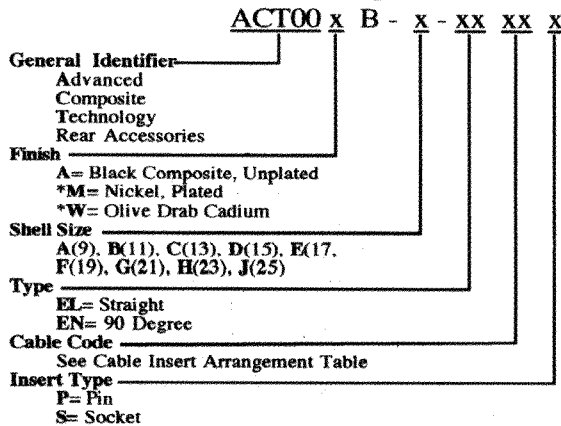 ACT00 x B - x - xx xx x
General Identifier
Advanced
Composite
Technology
Rear Accessories
Finish
A= Black Composite, Unplated
*M= Nickel, Plated
*W= Olive Drab Cadium
Shell Size
A(9), B(11), C(13), D(15), E(17,
F(19), G(21), H(23), J(25)
Type
EL= Straight
EN= 90 Degree
Cable Code
See Cable Insert Arrangement Table
Insert Type
P= Pin
S= Socket